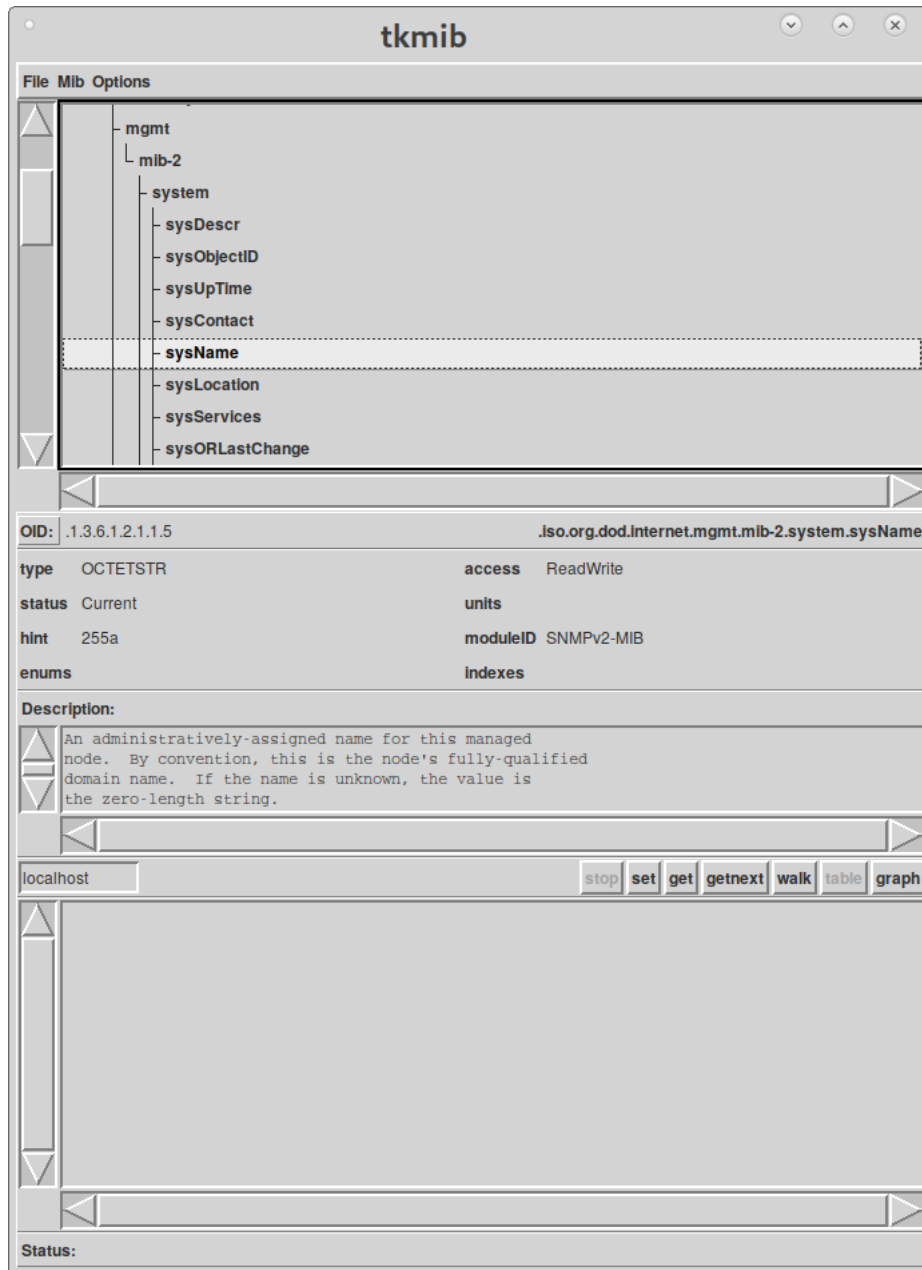 tkmib
File Mib Options
mgmt
mib-2
system
sysDescr
sysObjectID
sysUpTime
sysContact
sysName
sysLocation
sysServices
sysORLastChange
OID: .1.3.6.1.2.1.1.5 .iso.org.dod.internet.mgmt.mib-2.system.sysName
type OCTETSTR access ReadWrite
status Current units
hint 255a moduleID SNMPv2-MIB
enums indexes
Description:
An administratively-assigned name for this managed
node. By convention, this is the node's fully-qualified
domain name. If the name is unknown, the value is
the zero-length string.
localhost stop set get getnext walk table graph
Status: